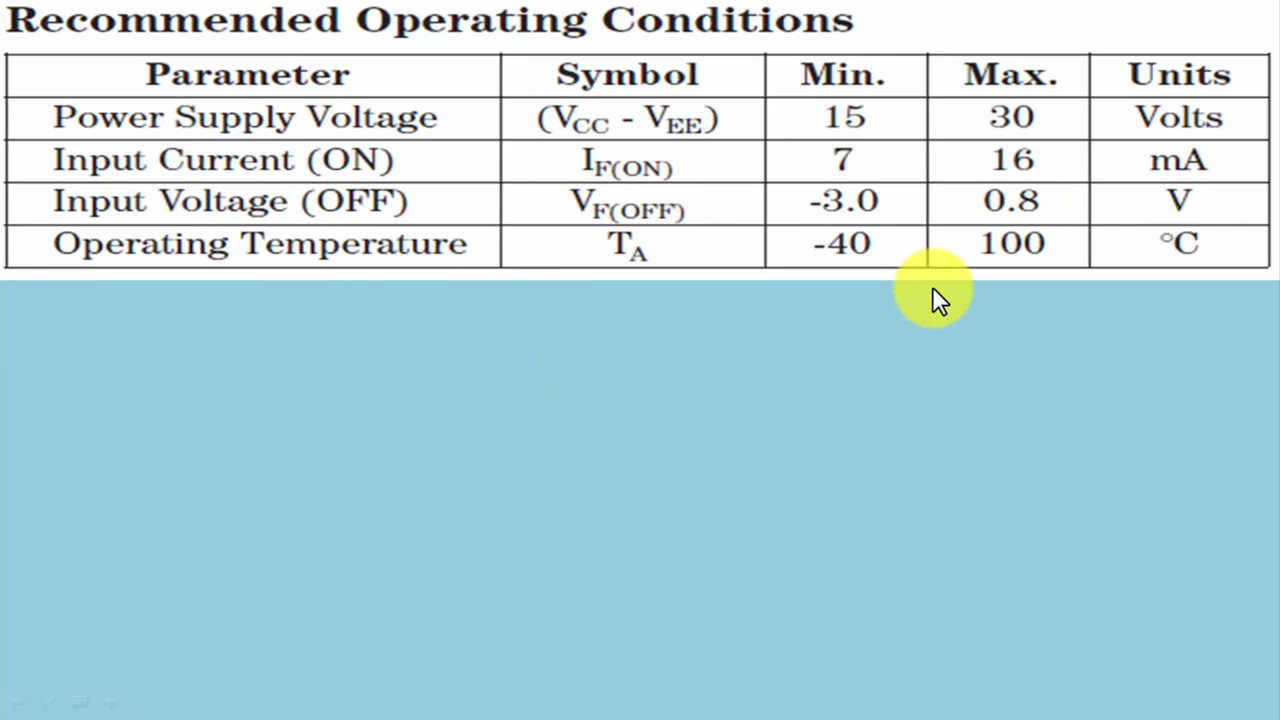 Recommended Operating Conditions
Parameter Symbol Min. Max. Units
Power Supply Voltage (VCC - VEE) 15 30 Volts
Input Current (ON) IF(ON) 7 16 mA
Input Voltage (OFF) VF(OFF) -3.0 0.8 V
Operating Temperature TA -40 100 °C